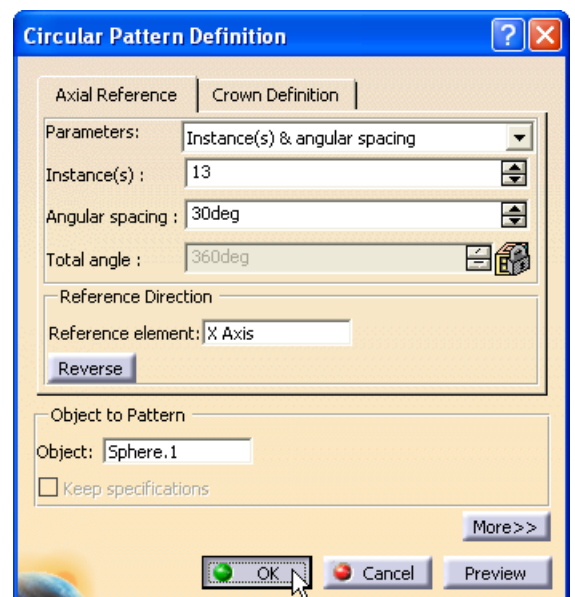 Circular Pattern Definition ?
Axial Reference Crown Definition
Parameters: Instance(s) & angular spacing
Instance(s) : 13
Angular spacing : 30deg
Total angle : 360deg
Reference Direction
Reference element: X Axis
Reverse
Object to Pattern
Object: Sphere.1
Keep specifications
More>>
OK Cancel Preview